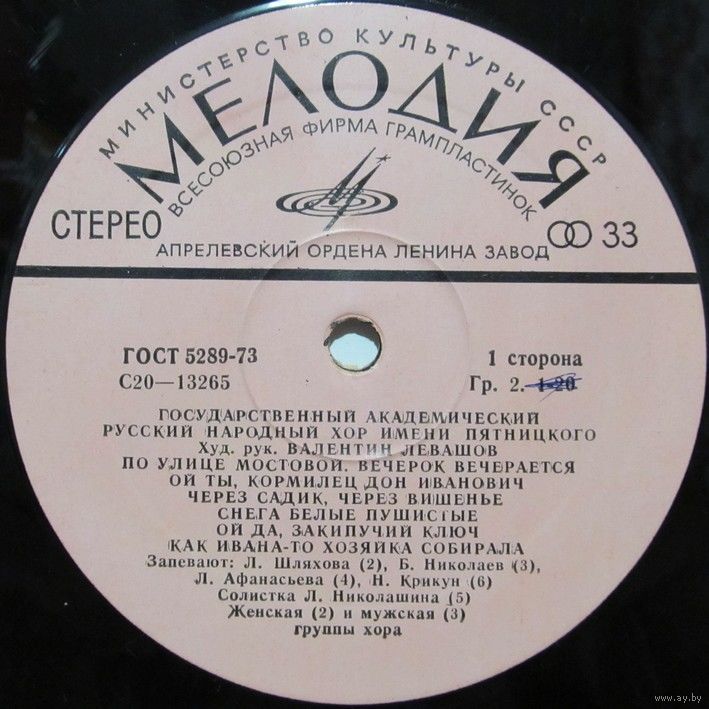 МИНИСТЕРСТВО КУЛЬТУРЫ СССР
МЕЛОДИЯ
ВСЕСОЮЗНАЯ ФИРМА ГРАМПЛАСТИНОК
СТЕРЕО
33
АПРЕЛЕВСКИЙ ОРДЕНА ЛЕНИНА ЗАВОД
ГОСТ 5289-73
1 сторона
С20—13265
Гр. 2. 1-20
ГОСУДАРСТВЕННЫЙ АКАДЕМИЧЕСКИЙ
РУССКИЙ НАРОДНЫЙ ХОР ИМЕНИ ПЯТНИЦКОГО
Худ. рук. ВАЛЕНТИН ЛЕВАШОВ
ПО УЛИЦЕ МОСТОВОЙ. ВЕЧЕРОК ВЕЧЕРАЕТСЯ
ОЙ ТЫ, КОРМИЛЕЦ ДОН ИВАНОВИЧ
ЧЕРЕЗ САДИК, ЧЕРЕЗ ВИШЕНЬЕ
СНЕГА БЕЛЫЕ ПУШИСТЫЕ
ОЙ ДА, ЗАКИПУЧИЙ КЛЮЧ
КАК ИВАНА-ТО ХОЗЯЙКА СОБИРАЛА
Запевают: Л. Шляхова (2), Б. Николаев (3),
Л. Афанасьева (4), Н. Крикун (6)
Солистка Л. Николашина (5)
Женская (2) и мужская (3)
группы хора
www.ay.by